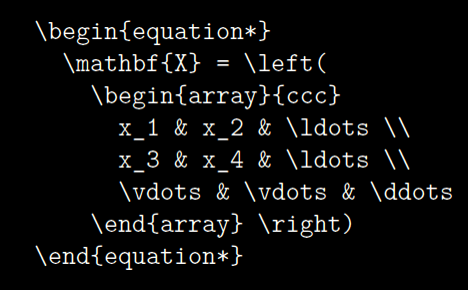 \begin{equation*}
\mathbf{X} = \left(
\begin{array}{ccc}
x_1 & x_2 & \ldots \\
x_3 & x_4 & \ldots \\
\vdots & \vdots & \ddots
\end{array} \right)
\end{equation*}